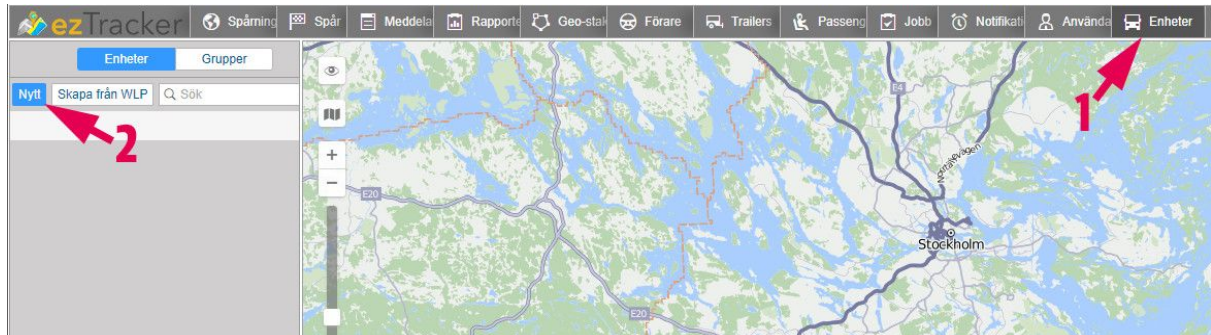 ezTracker Spårning Spår Meddela Rapporte Geo-stak Förare Trailers Passeng Jobb Notifikati Använda Enheter
Enheter Grupper
Nytt Skapa från WLP Sök
1
2
+
−
E4
Norrtäljevägen
E20
Stockholm
E20